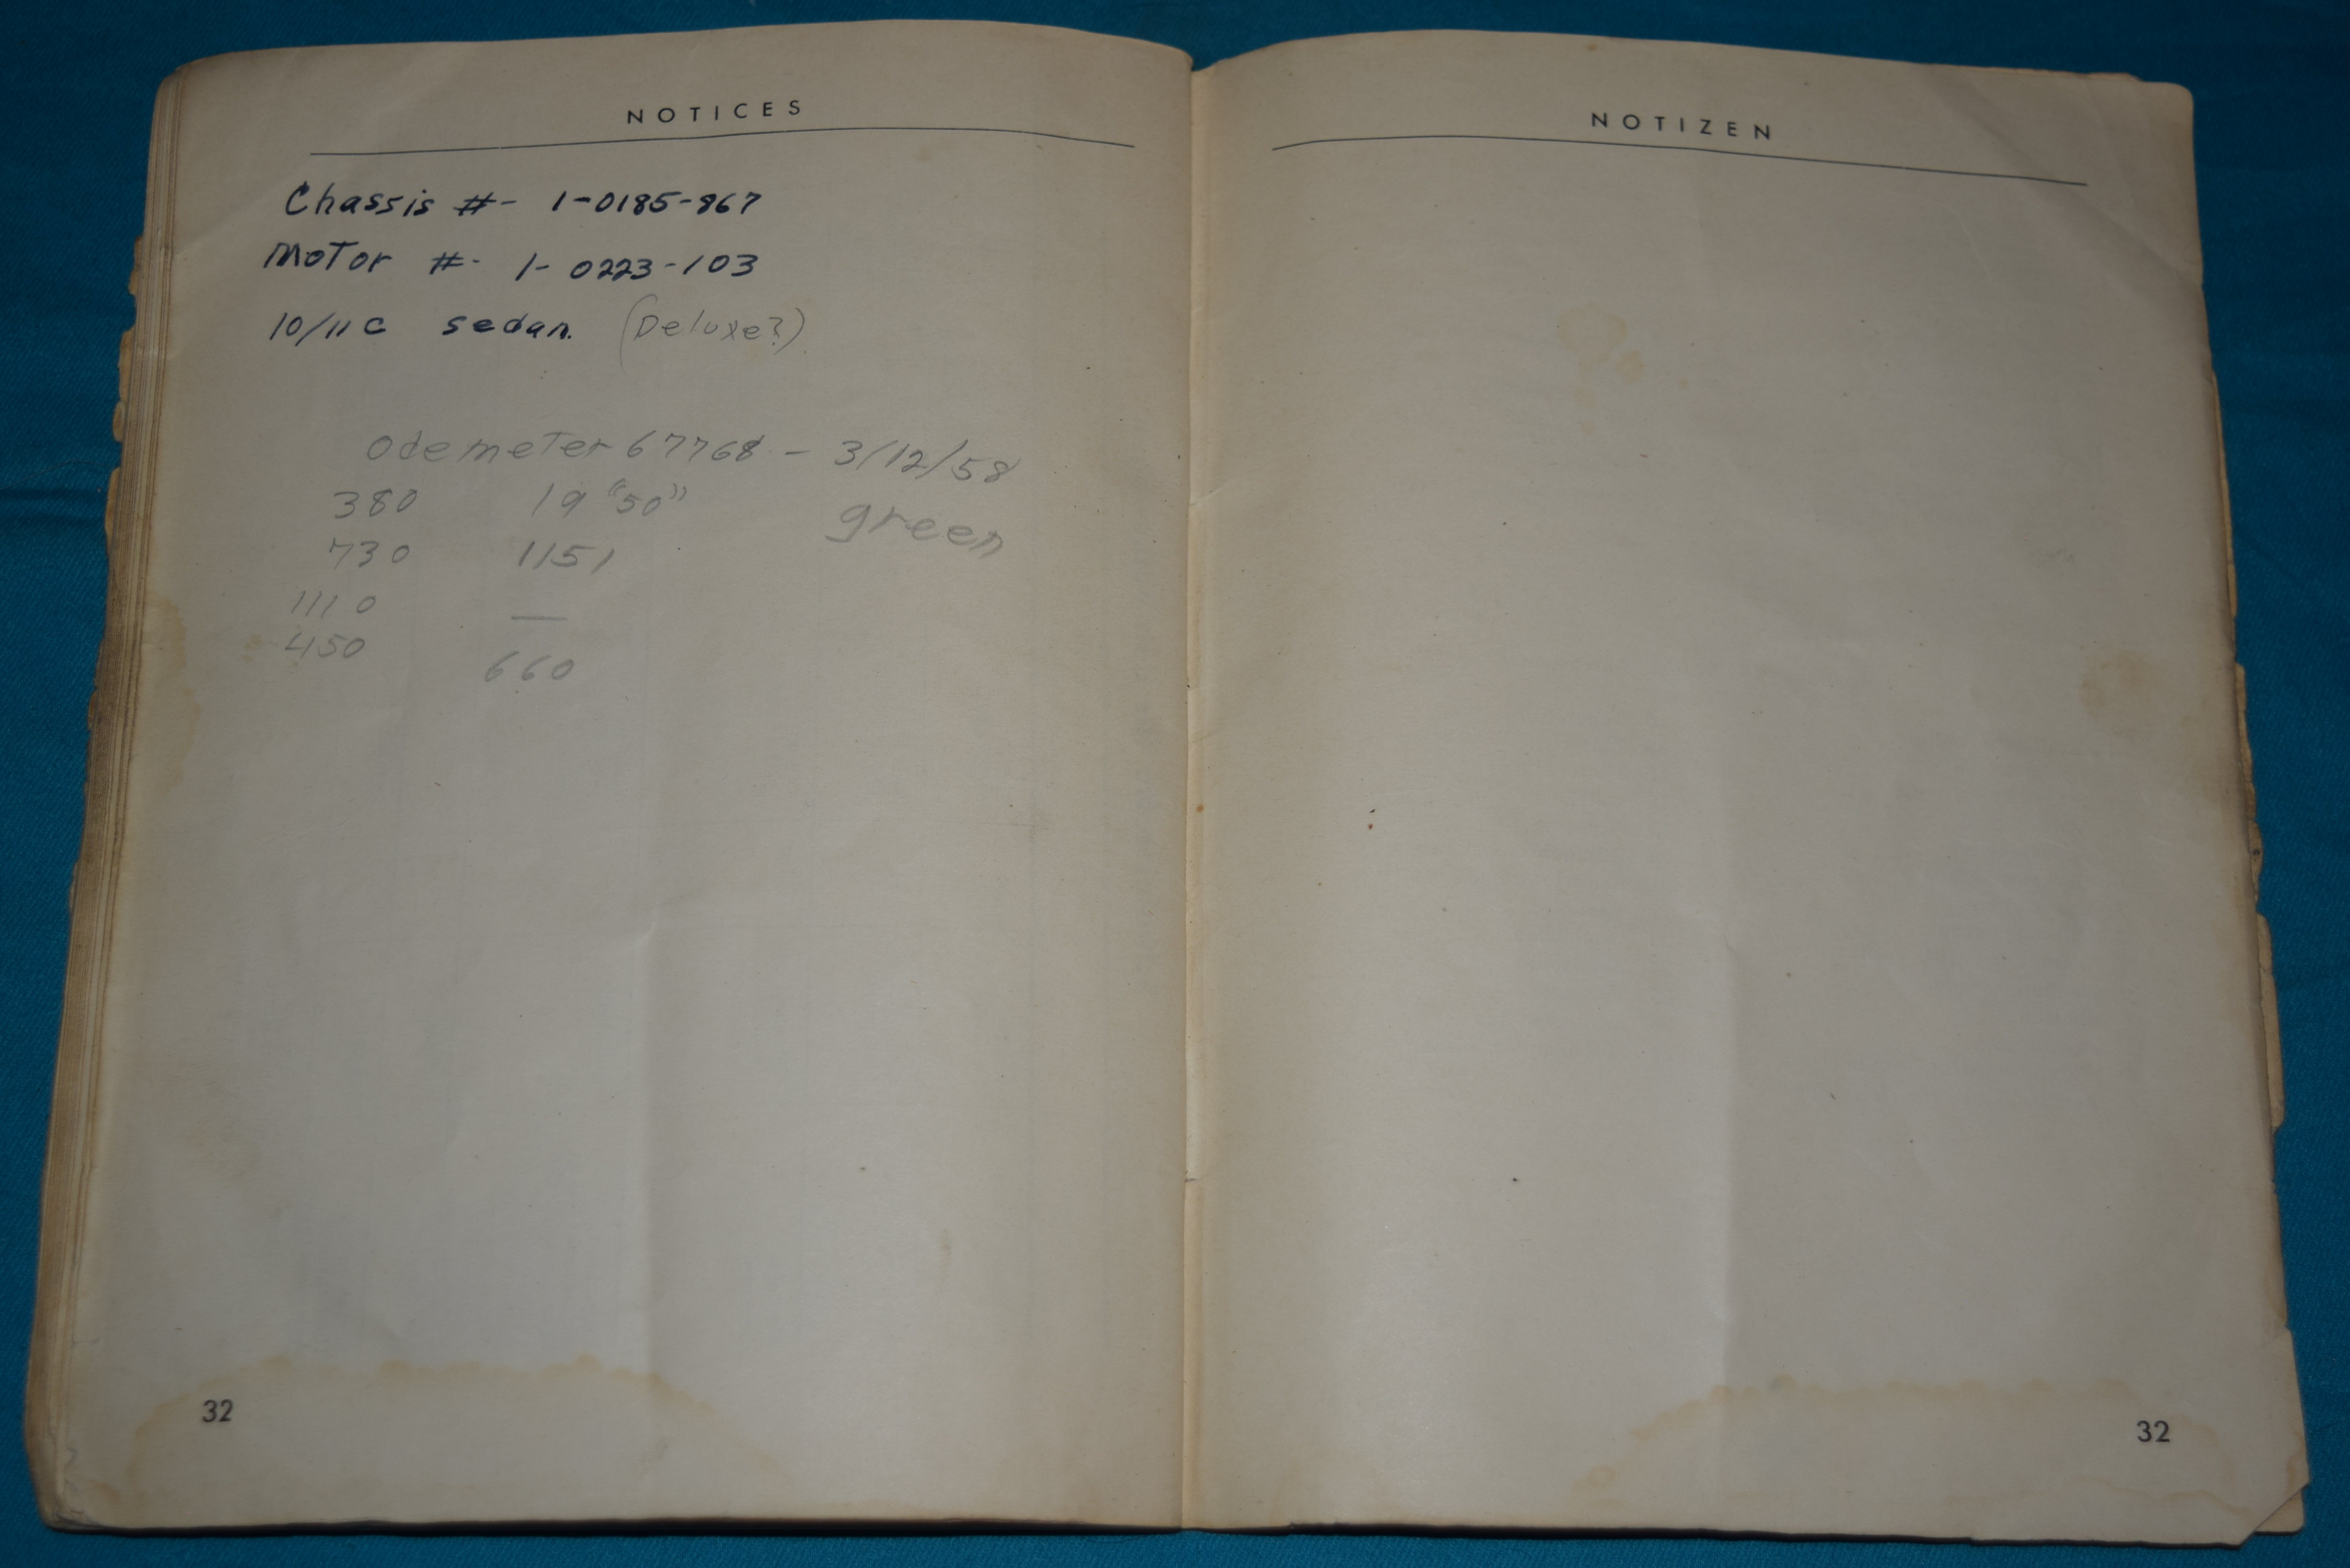 NOTICES
Chassis #- 1-0185-867
Motor #- 1-0223-103
10/11 C sedan. (Deluxe?)
odemeter 67768 - 3/12/58
380 19 "50" green
730 1151
1110
450 660
32
NOTIZEN
32